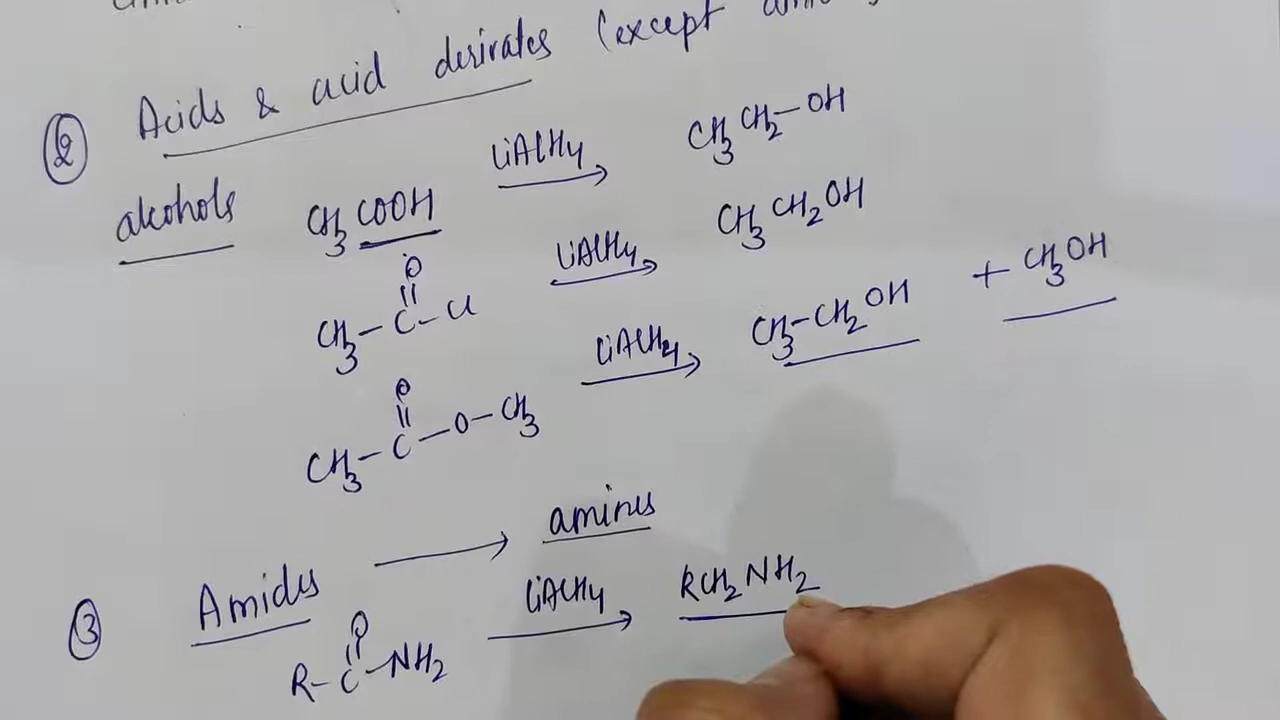 ② Acids & acid derivates (except
alcohols CH3COOH LiAlH4 → CH3CH2-OH
CH3-C(=O)-Cl LiAlH4 → CH3CH2OH
CH3-C(=O)-O-CH3 LiAlH4 → CH3-CH2OH + CH3OH
③ Amides → amines
R-C(=O)-NH2 LiAlH4 → RCH2NH2